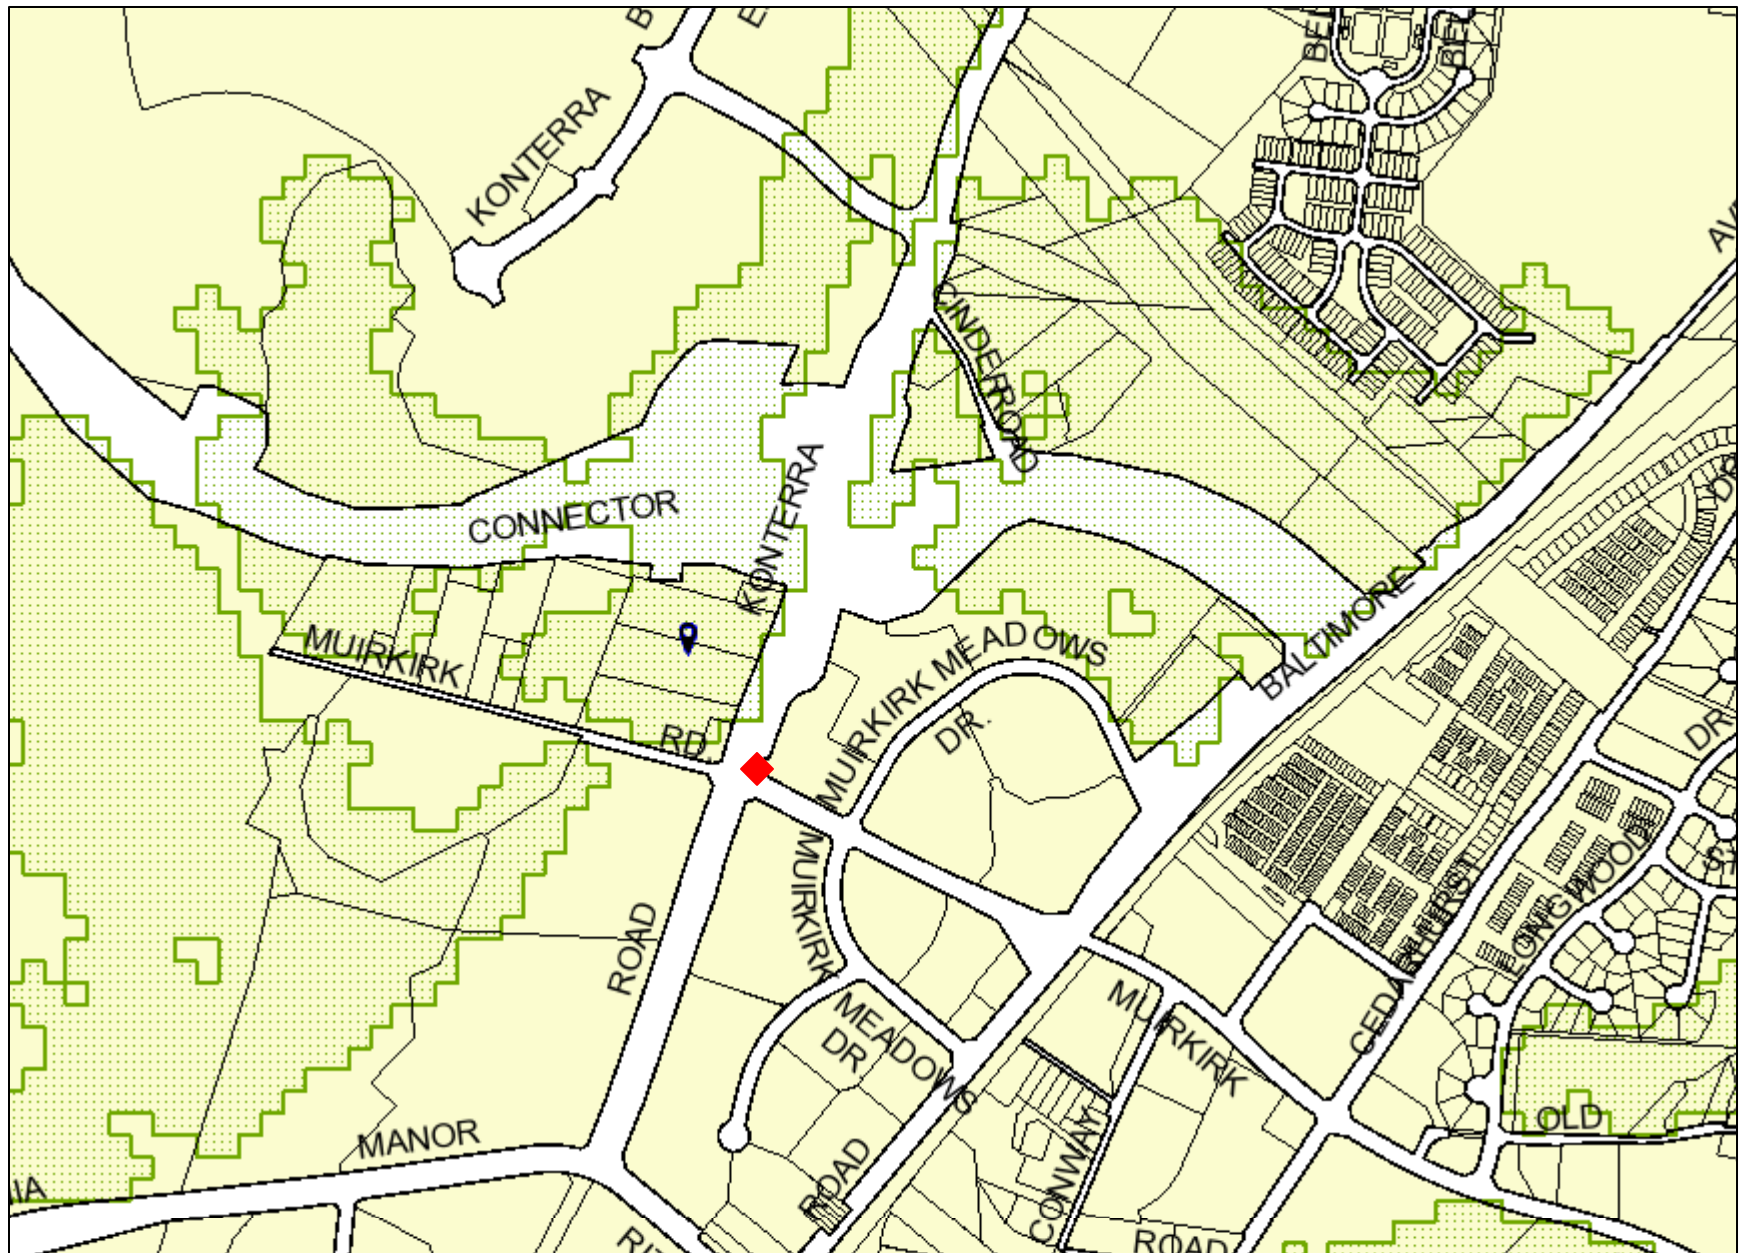 KONTERRA
CINDER ROAD
CONNECTOR
KONTERRA
MUIRKIRK
RD.
MUIRKIRK MEADOWS
DR.
BALTIMORE
DR
MUIRKIRK
MEADOWS
DR
ROAD
MUIRKIRK
CEDARHURST
LONGWOOD
MANOR
ROAD
CONWAY
OLD
ROAD